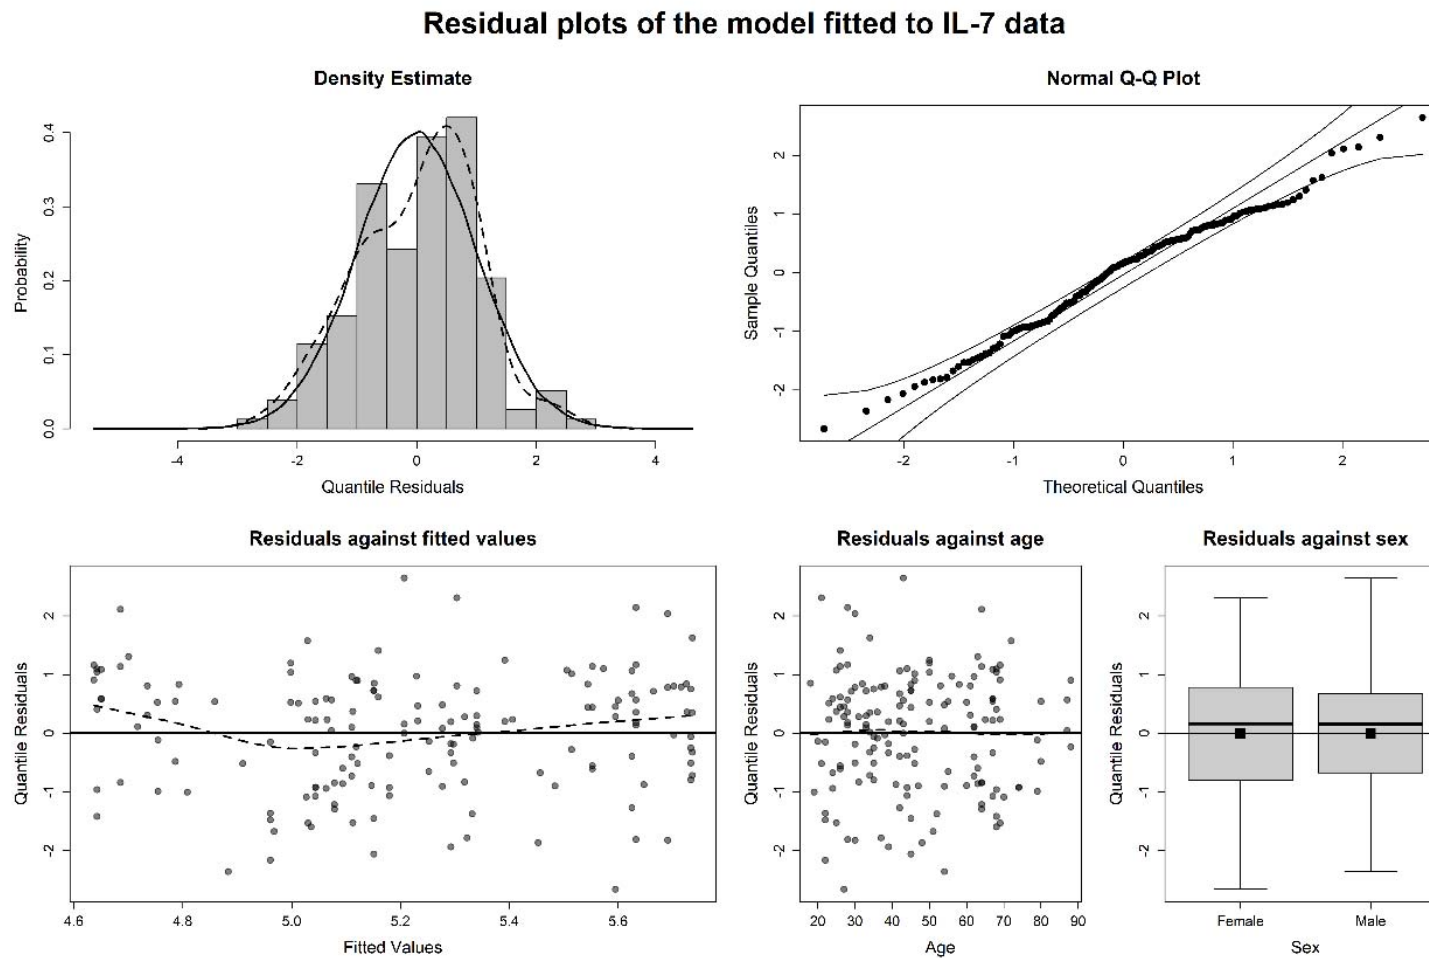 Residual plots of the model fitted to IL-7 data
Density Estimate
Probability
0.4
0.3
0.2
0.1
0.0
-4 -2 0 2 4
Quantile Residuals
Normal Q-Q Plot
Sample Quantiles
2
1
0
-1
-2
-2 -1 0 1 2
Theoretical Quantiles
Residuals against fitted values
Quantile Residuals
2
1
0
-1
-2
4.6 4.8 5.0 5.2 5.4 5.6
Fitted Values
Residuals against age
Quantile Residuals
2
1
0
-1
-2
20 30 40 50 60 70 80 90
Age
Residuals against sex
Quantile Residuals
2
1
0
-1
-2
Female Male
Sex